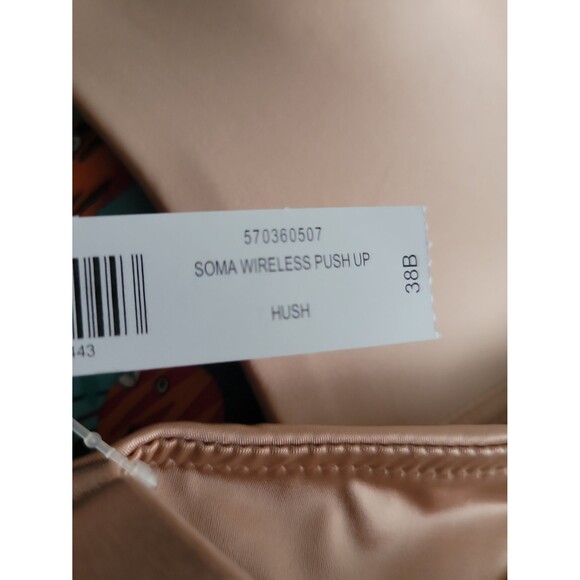 570360507
SOMA WIRELESS PUSH UP
HUSH
38B
443